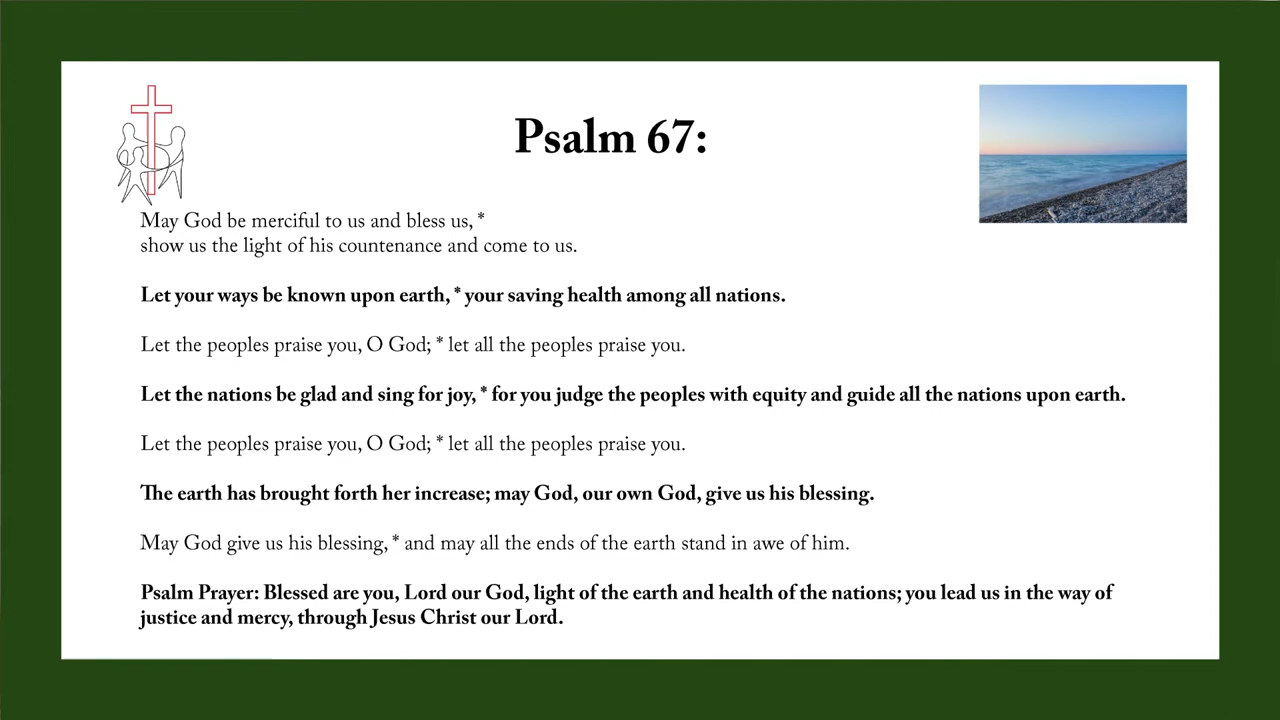 Psalm 67:
May God be merciful to us and bless us, *
show us the light of his countenance and come to us.
Let your ways be known upon earth, * your saving health among all nations.
Let the peoples praise you, O God; * let all the peoples praise you.
Let the nations be glad and sing for joy, * for you judge the peoples with equity and guide all the nations upon earth.
Let the peoples praise you, O God; * let all the peoples praise you.
The earth has brought forth her increase; may God, our own God, give us his blessing.
May God give us his blessing, * and may all the ends of the earth stand in awe of him.
Psalm Prayer: Blessed are you, Lord our God, light of the earth and health of the nations; you lead us in the way of
justice and mercy, through Jesus Christ our Lord.